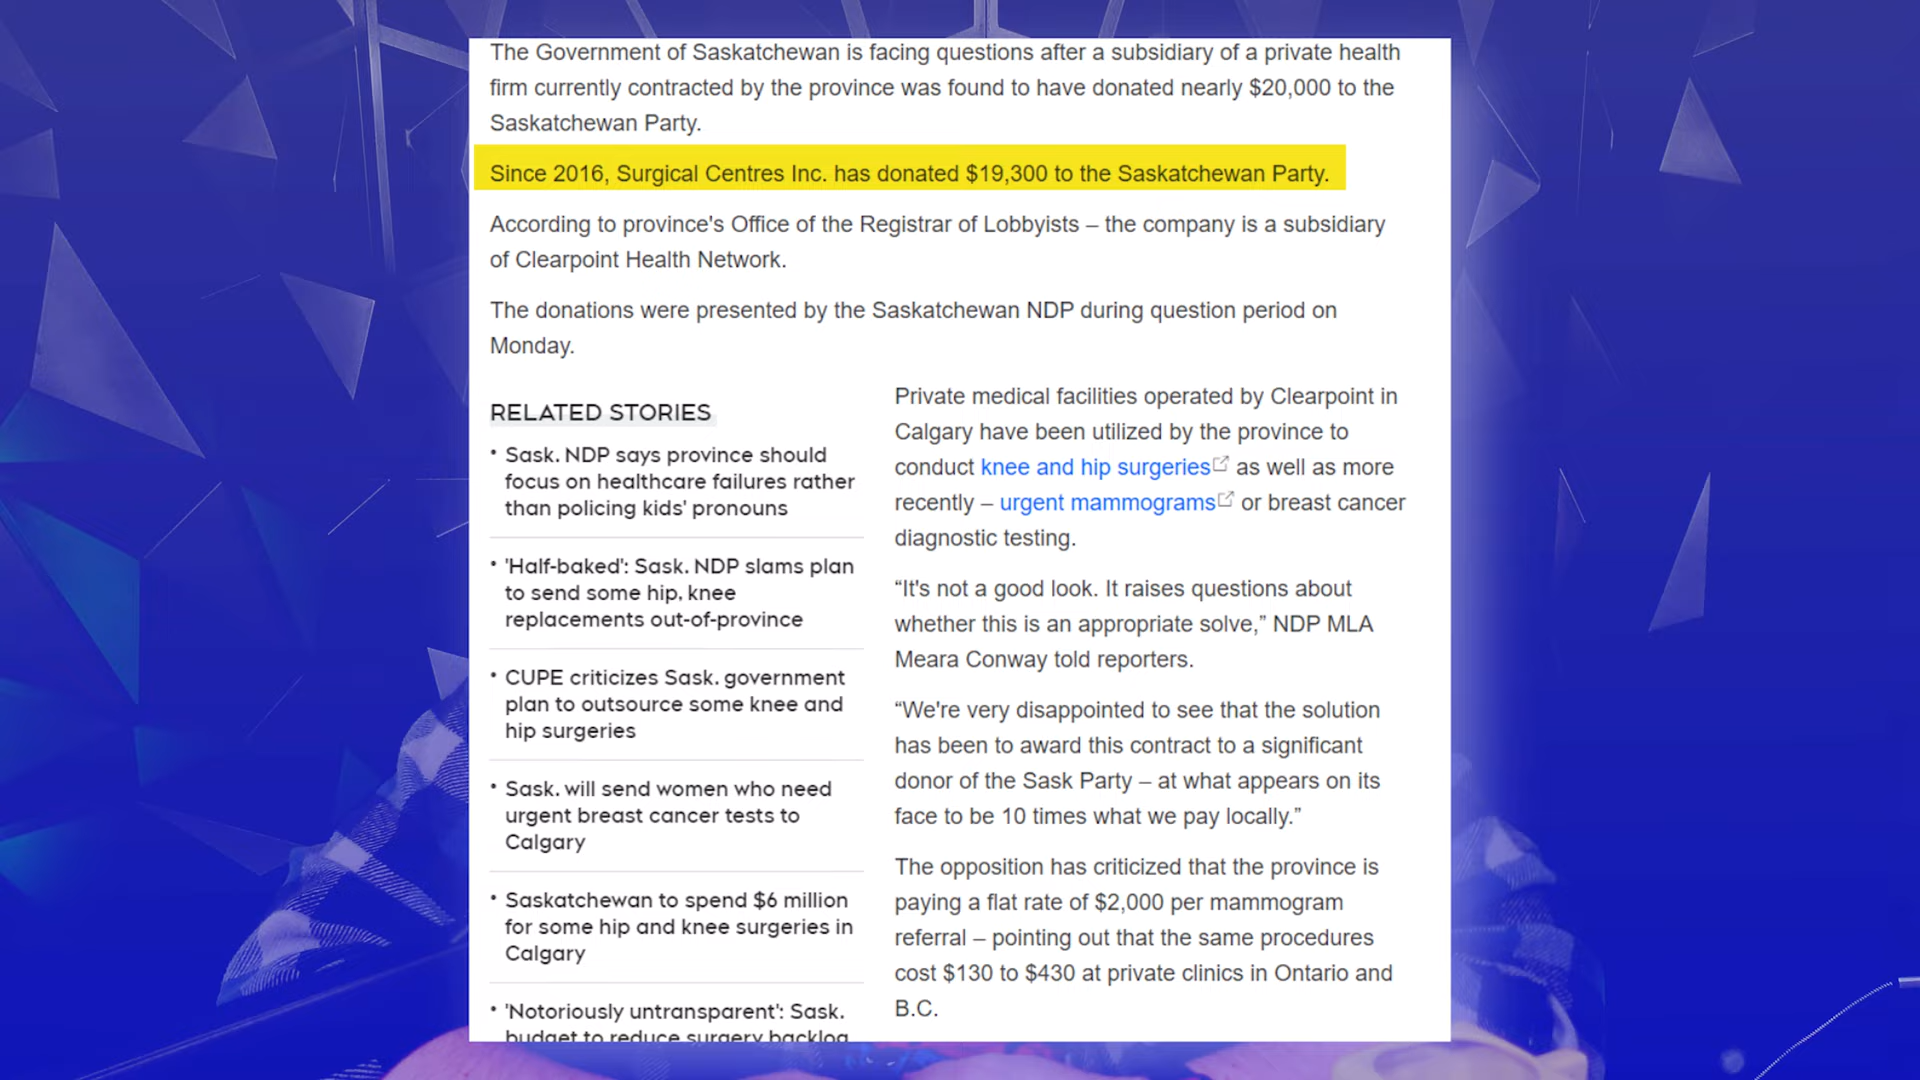 The Government of Saskatchewan is facing questions after a subsidiary of a private health
firm currently contracted by the province was found to have donated nearly $20,000 to the
Saskatchewan Party.
Since 2016, Surgical Centres Inc. has donated $19,300 to the Saskatchewan Party.
According to province's Office of the Registrar of Lobbyists – the company is a subsidiary
of Clearpoint Health Network.
The donations were presented by the Saskatchewan NDP during question period on
Monday.
RELATED STORIES
• Sask. NDP says province should
focus on healthcare failures rather
than policing kids' pronouns
• 'Half-baked': Sask. NDP slams plan
to send some hip, knee
replacements out-of-province
• CUPE criticizes Sask. government
plan to outsource some knee and
hip surgeries
• Sask. will send women who need
urgent breast cancer tests to
Calgary
• Saskatchewan to spend $6 million
for some hip and knee surgeries in
Calgary
• 'Notoriously untransparent': Sask.
budget to reduce surgery backlog
Private medical facilities operated by Clearpoint in
Calgary have been utilized by the province to
conduct knee and hip surgeries as well as more
recently – urgent mammograms or breast cancer
diagnostic testing.
“It's not a good look. It raises questions about
whether this is an appropriate solve,” NDP MLA
Meara Conway told reporters.
“We're very disappointed to see that the solution
has been to award this contract to a significant
donor of the Sask Party – at what appears on its
face to be 10 times what we pay locally.”
The opposition has criticized that the province is
paying a flat rate of $2,000 per mammogram
referral – pointing out that the same procedures
cost $130 to $430 at private clinics in Ontario and
B.C.